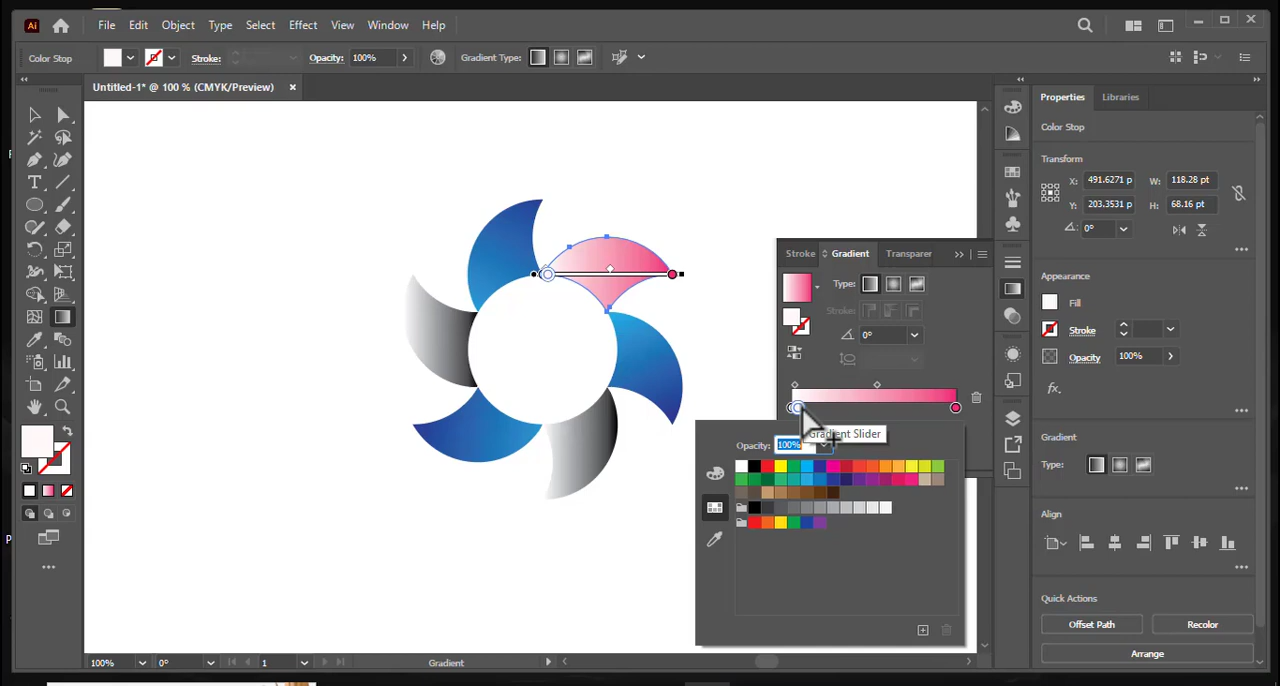 Ai File Edit Object Type Select Effect View Window Help
Color Stop Stroke: Opacity: 100% Gradient Type:
Untitled-1* @ 100 % (CMYK/Preview)
Properties Libraries
Color Stop
Transform
X: 491.6271 p W: 118.28 pt
Y: 203.3531 p H: 68.16 pt
0°
Appearance
Fill
Stroke
Opacity 100%
fx.
Gradient
Type:
Align
Quick Actions
Offset Path Recolor
Arrange
Stroke Gradient Transparer
Type:
Stroke:
0°
Gradient Slider
Opacity: 100%
100% 0° 1 Gradient